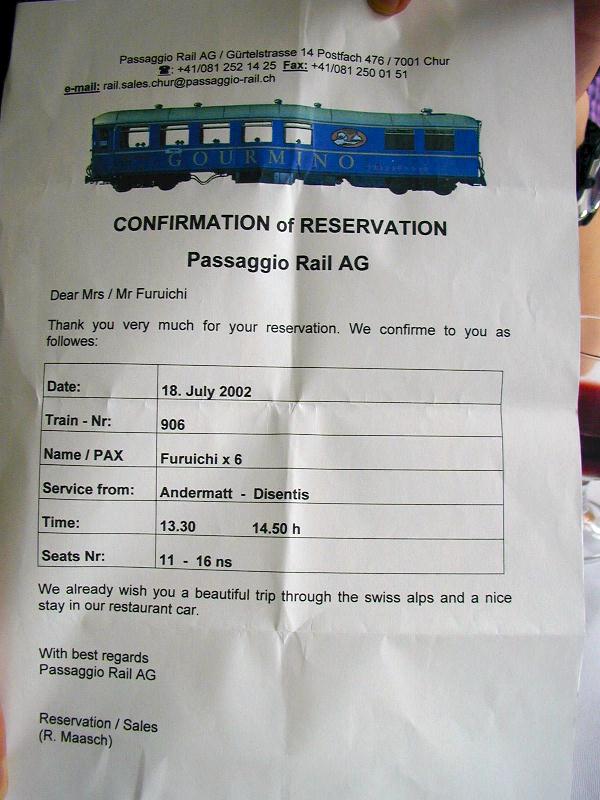 Passaggio Rail AG / Gürtelstrasse 14 Postfach 476 / 7001 Chur
☎: +41/081 252 14 25 Fax: +41/081 250 01 51
e-mail: rail.sales.chur@passaggio-rail.ch
GOURMINO
CONFIRMATION of RESERVATION
Passaggio Rail AG
Dear Mrs / Mr Furuichi
Thank you very much for your reservation. We confirme to you as
followes:
Date: 18. July 2002
Train - Nr: 906
Name / PAX Furuichi x 6
Service from: Andermatt - Disentis
Time: 13.30 14.50 h
Seats Nr: 11 - 16 ns
We already wish you a beautiful trip through the swiss alps and a nice
stay in our restaurant car.
With best regards
Passaggio Rail AG
Reservation / Sales
(R. Maasch)